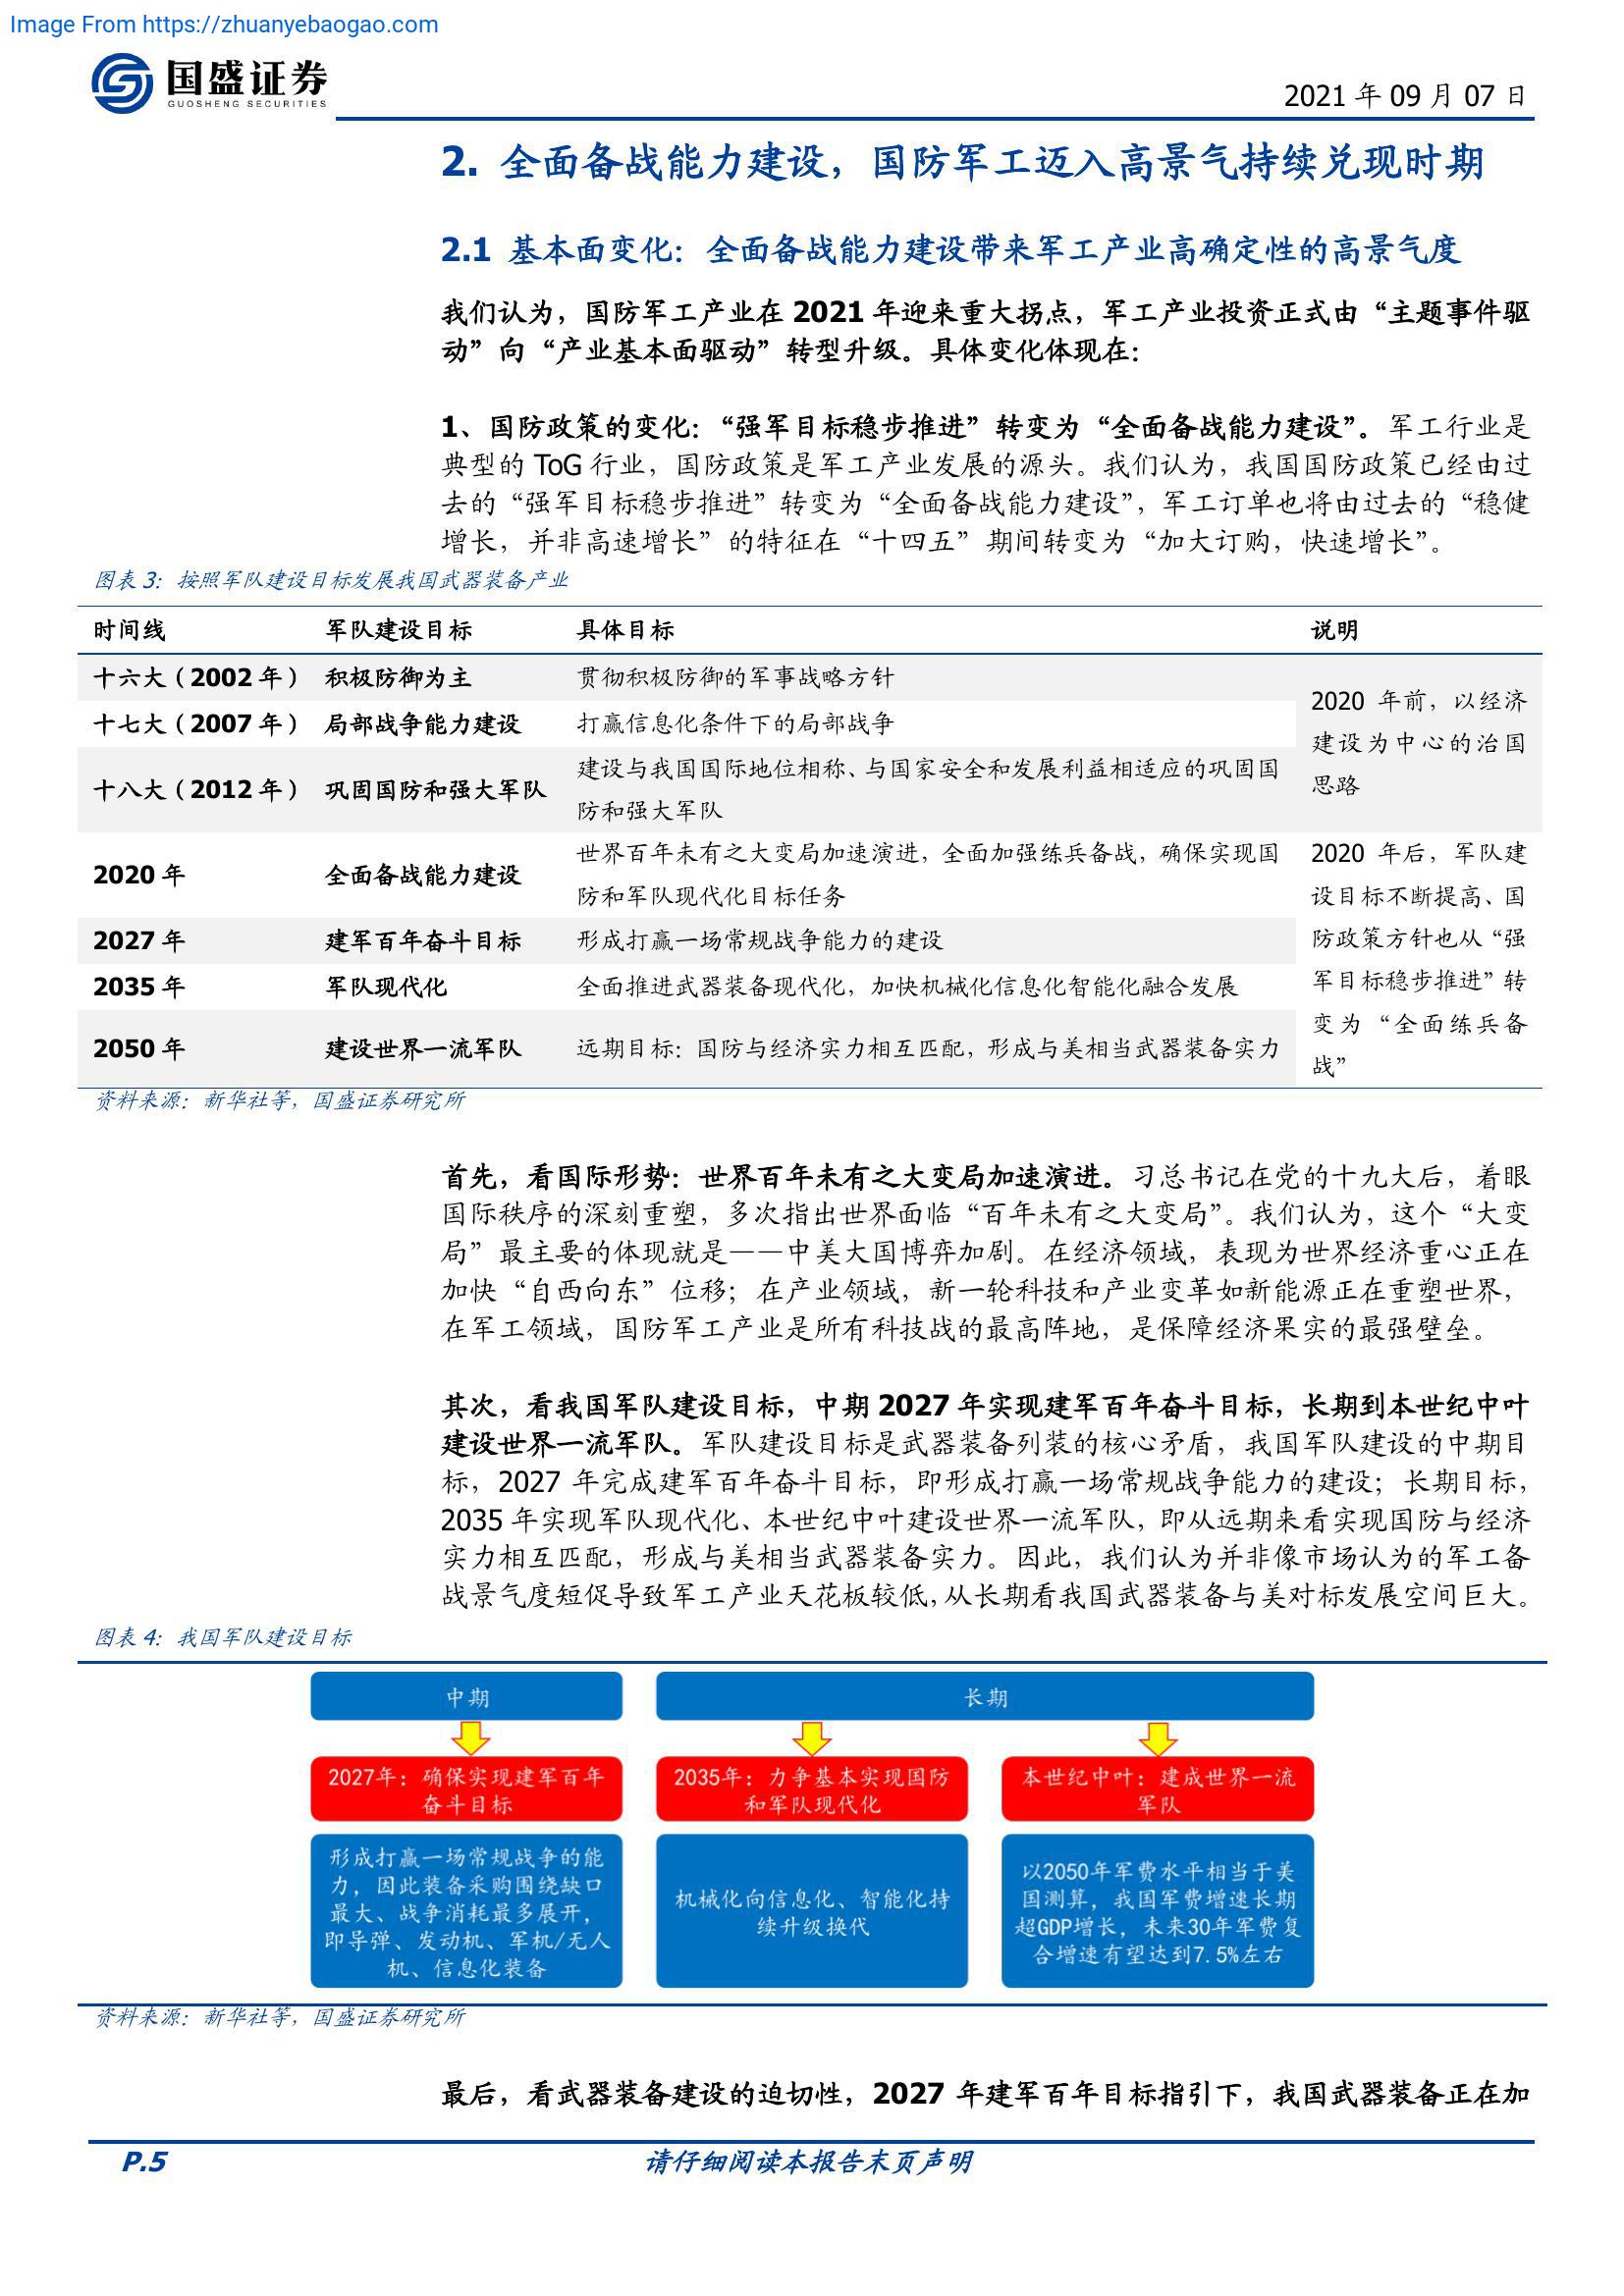 Image From https://zhuanyebaogao.com
国盛证券
GUOSHENG SECURITIES
2021 年 09 月 07 日
2. 全面备战能力建设，国防军工迈入高景气持续兑现时期
2.1 基本面变化：全面备战能力建设带来军工产业高确定性的高景气度
我们认为，国防军工产业在 2021 年迎来重大拐点，军工产业投资正式由“主题事件驱
动”向“产业基本面驱动”转型升级。具体变化体现在：
1、国防政策的变化：“强军目标稳步推进”转变为“全面备战能力建设”。军工行业是
典型的 ToG 行业，国防政策是军工产业发展的源头。我们认为，我国国防政策已经由过
去的“强军目标稳步推进”转变为“全面备战能力建设”，军工订单也将由过去的“稳健
增长，并非高速增长”的特征在“十四五”期间转变为“加大订购，快速增长”。
图表 3：按照军队建设目标发展我国武器装备产业
时间线 军队建设目标 具体目标 说明
十六大（2002 年） 积极防御为主 贯彻积极防御的军事战略方针
十七大（2007 年） 局部战争能力建设 打赢信息化条件下的局部战争
十八大（2012 年） 巩固国防和强大军队 建设与我国国际地位相称、与国家安全和发展利益相适应的巩固国
防和强大军队
2020 年前，以经济
建设为中心的治国
思路
2020 年 全面备战能力建设 世界百年未有之大变局加速演进，全面加强练兵备战，确保实现国
防和军队现代化目标任务
2027 年 建军百年奋斗目标 形成打赢一场常规战争能力的建设
2035 年 军队现代化 全面推进武器装备现代化，加快机械化信息化智能化融合发展
2050 年 建设世界一流军队 远期目标：国防与经济实力相互匹配，形成与美相当武器装备实力
2020 年后，军队建
设目标不断提高、国
防政策方针也从“强
军目标稳步推进”转
变为“全面练兵备
战”
资料来源：新华社等，国盛证券研究所
首先，看国际形势：世界百年未有之大变局加速演进。习总书记在党的十九大后，着眼
国际秩序的深刻重塑，多次指出世界面临“百年未有之大变局”。我们认为，这个“大变
局”最主要的体现就是——中美大国博弈加剧。在经济领域，表现为世界经济重心正在
加快“自西向东”位移；在产业领域，新一轮科技和产业变革如新能源正在重塑世界，
在军工领域，国防军工产业是所有科技战的最高阵地，是保障经济果实的最强壁垒。
其次，看我国军队建设目标，中期 2027 年实现建军百年奋斗目标，长期到本世纪中叶
建设世界一流军队。军队建设目标是武器装备列装的核心矛盾，我国军队建设的中期目
标，2027 年完成建军百年奋斗目标，即形成打赢一场常规战争能力的建设；长期目标，
2035 年实现军队现代化、本世纪中叶建设世界一流军队，即从远期来看实现国防与经济
实力相互匹配，形成与美相当武器装备实力。因此，我们认为并非像市场认为的军工备
战景气度短促导致军工产业天花板较低，从长期看我国武器装备与美对标发展空间巨大。
图表 4：我国军队建设目标
中期
长期
2027年：确保实现建军百年
奋斗目标
2035年：力争基本实现国防
和军队现代化
本世纪中叶：建成世界一流
军队
形成打赢一场常规战争的能
力，因此装备采购围绕缺口
最大、战争消耗最多展开，
即导弹、发动机、军机/无人
机、信息化装备
机械化向信息化、智能化持
续升级换代
以2050年军费水平相当于美
国测算，我国军费增速长期
超GDP增长，未来30年军费复
合增速有望达到7.5%左右
资料来源：新华社等，国盛证券研究所
最后，看武器装备建设的迫切性，2027 年建军百年目标指引下，我国武器装备正在加
P.5
请仔细阅读本报告末页声明